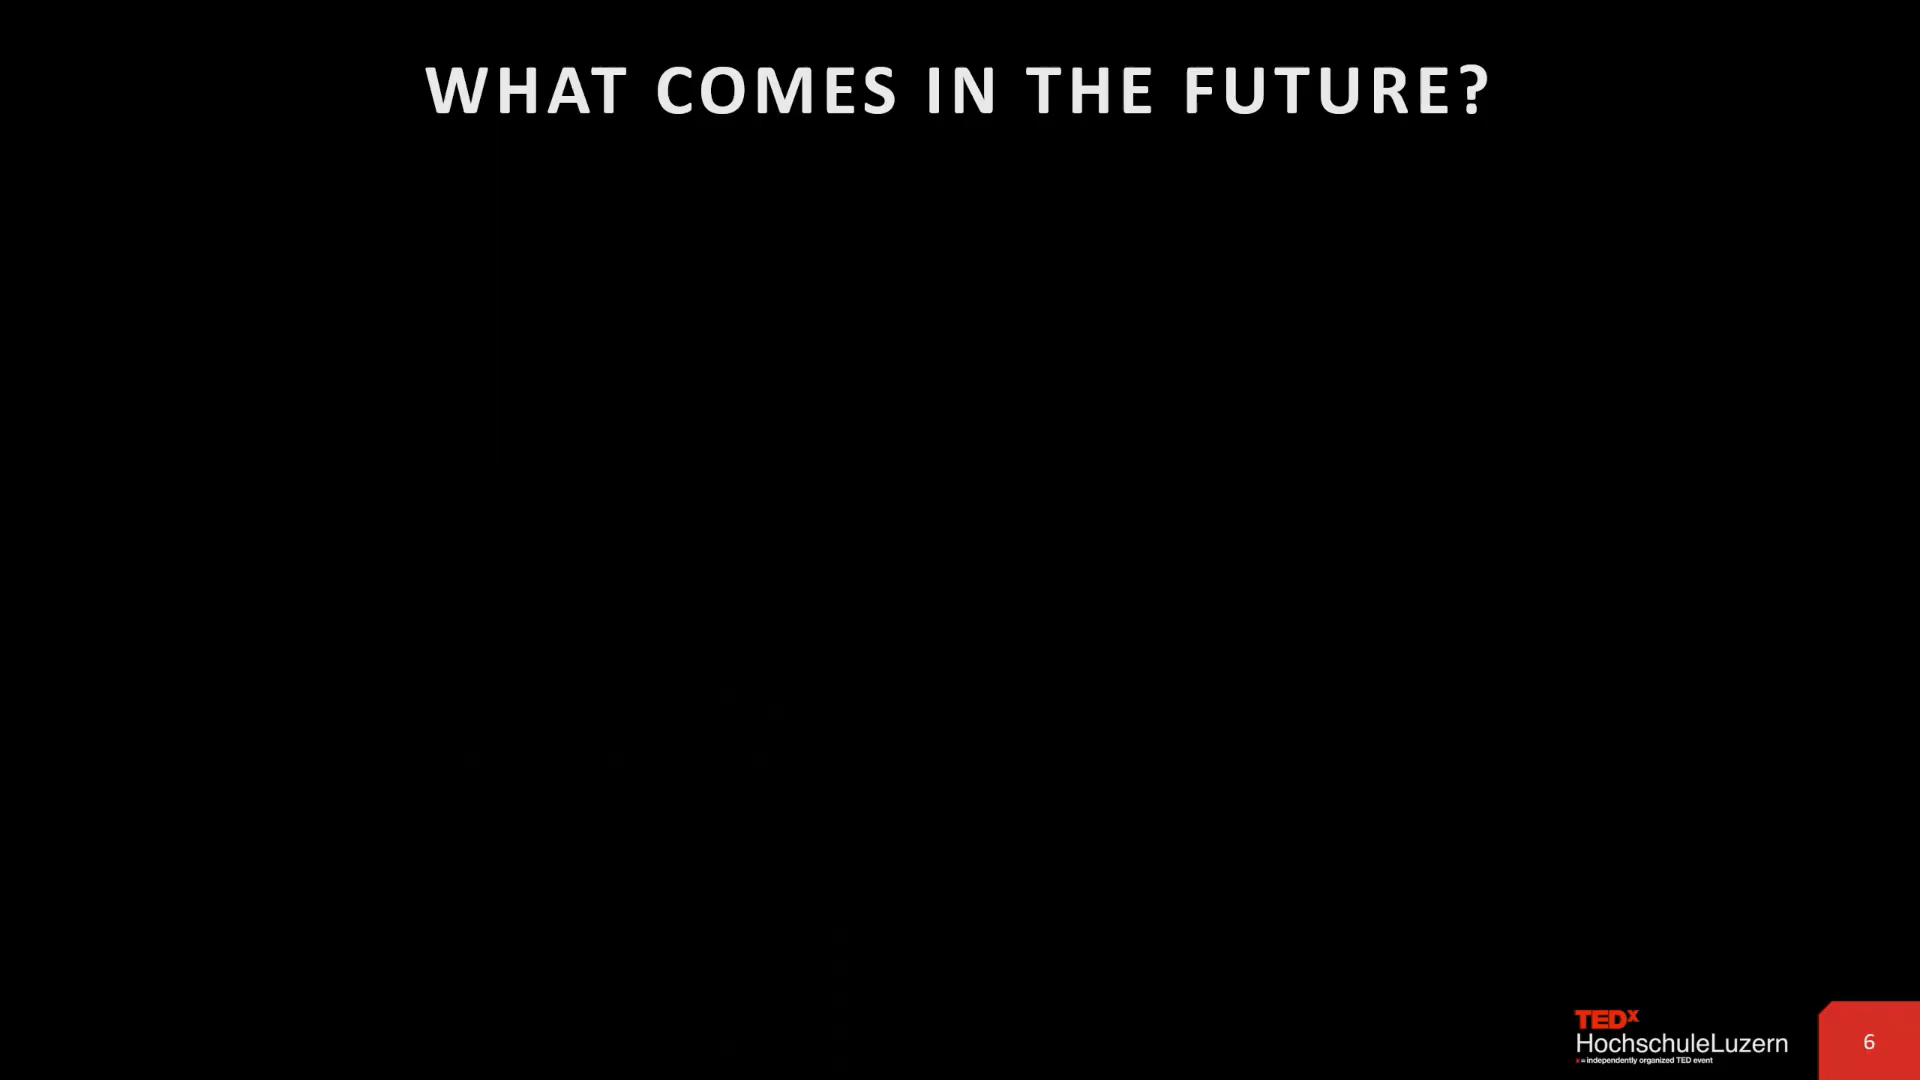 WHAT COMES IN THE FUTURE?
TEDx
HochschuleLuzern
x = independently organized TED event
6